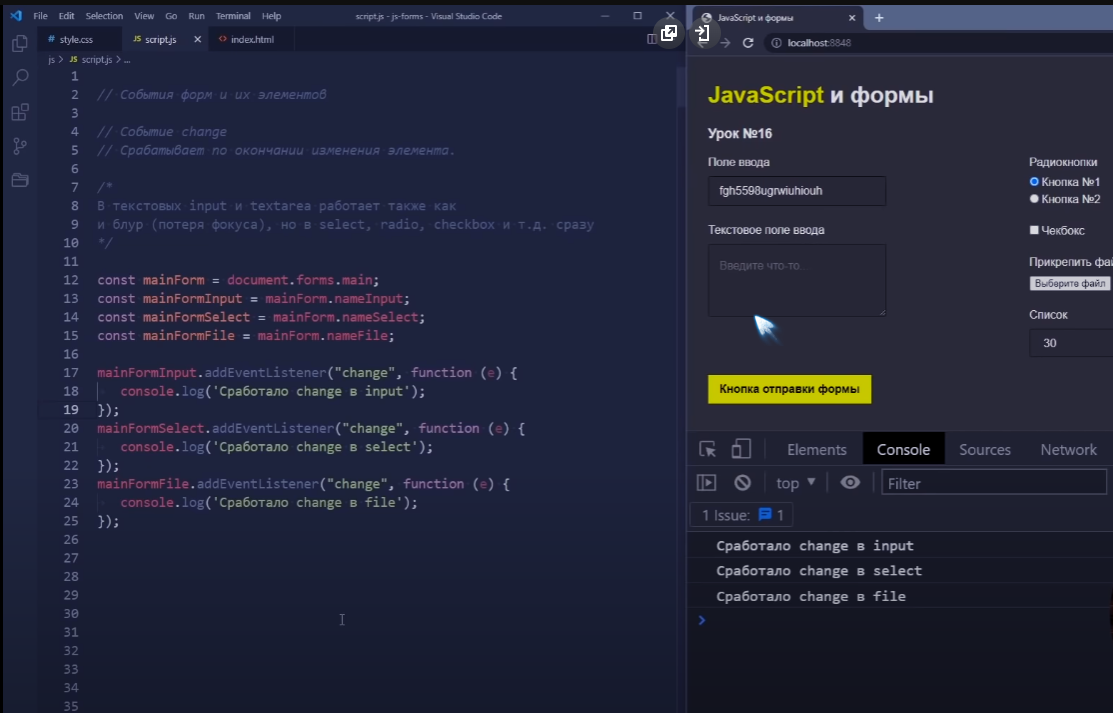 File Edit Selection View Go Run Terminal Help script.js - js-forms - Visual Studio Code
# style.css JS script.js × <> index.html
js > JS script.js > ...
1
2 // События форм и их элементов
3
4 // Событие change
5 // Срабатывает по окончании изменения элемента.
6
7 /*
8 В текстовых input и textarea работает также как
9 и блур (потеря фокуса), но в select, radio, checkbox и т.д. сразу
10 */
11
12 const mainForm = document.forms.main;
13 const mainFormInput = mainForm.nameInput;
14 const mainFormSelect = mainForm.nameSelect;
15 const mainFormFile = mainForm.nameFile;
16
17 mainFormInput.addEventListener("change", function (e) {
18 console.log('Сработало change в input');
19 });
20 mainFormSelect.addEventListener("change", function (e) {
21 console.log('Сработало change в select');
22 });
23 mainFormFile.addEventListener("change", function (e) {
24 console.log('Сработало change в file');
25 });
26
27
28
29
30
31
32
33
34
35
JavaScript и формы
localhost:8848
JavaScript и формы
Урок №16
Поле ввода
fgh5598ugrwiuhiouh
Текстовое поле ввода
Введите что-то...
Кнопка отправки формы
Радиокнопки
Кнопка №1
Кнопка №2
Чекбокс
Прикрепить фай
Выберите файл
Список
30
Elements Console Sources Network
top ▼ Filter
1 Issue: 1
Сработало change в input
Сработало change в select
Сработало change в file
>